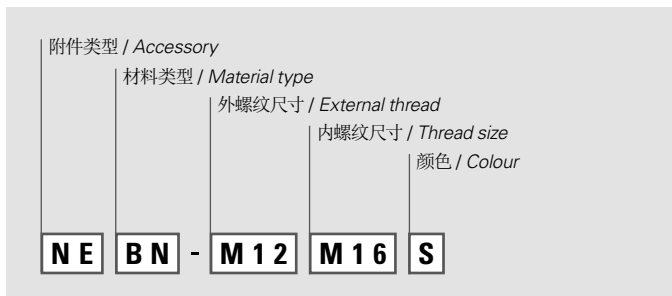 附件类型 / Accessory
材料类型 / Material type
外螺纹尺寸 / External thread
内螺纹尺寸 / Thread size
颜色 / Colour
NE BN - M12 M16 S